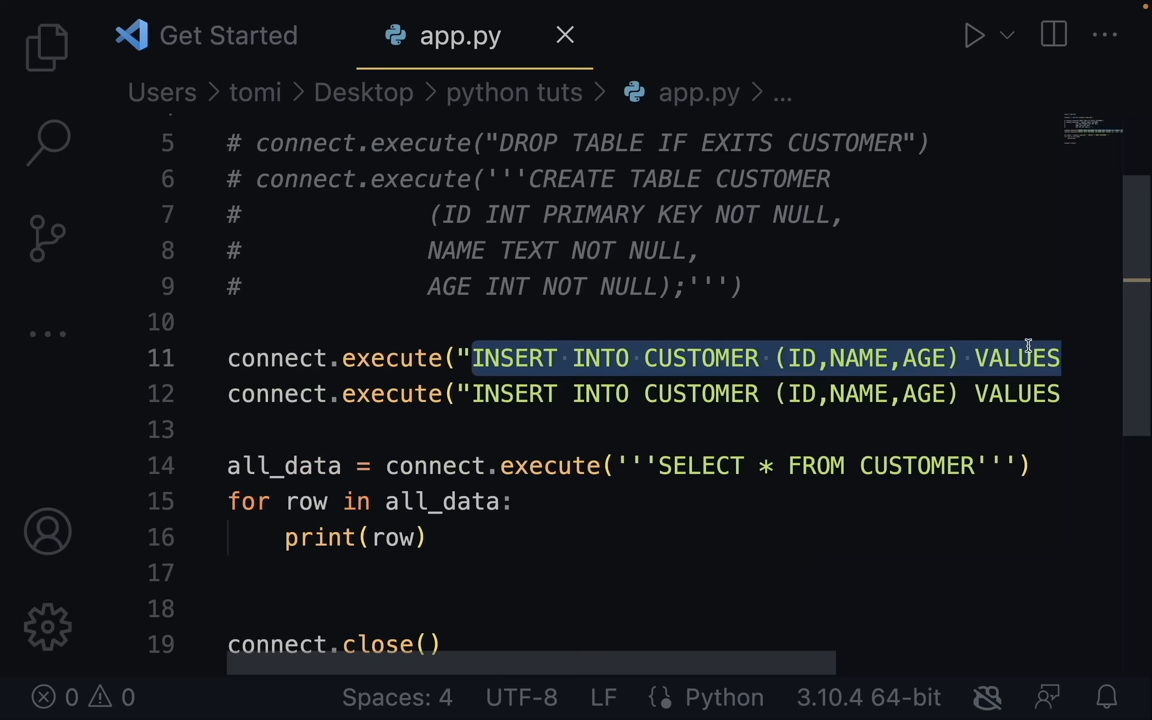 Get Started
app.py
Users > tomi > Desktop > python tuts > app.py > ...
5 # connect.execute("DROP TABLE IF EXITS CUSTOMER")
6 # connect.execute('''CREATE TABLE CUSTOMER
7 # (ID INT PRIMARY KEY NOT NULL,
8 # NAME TEXT NOT NULL,
9 # AGE INT NOT NULL);''')
10
11 connect.execute("INSERT INTO CUSTOMER (ID,NAME,AGE) VALUES
12 connect.execute("INSERT INTO CUSTOMER (ID,NAME,AGE) VALUES
13
14 all_data = connect.execute('''SELECT * FROM CUSTOMER''')
15 for row in all_data:
16 print(row)
17
18
19 connect.close()
0 0 Spaces: 4 UTF-8 LF Python 3.10.4 64-bit